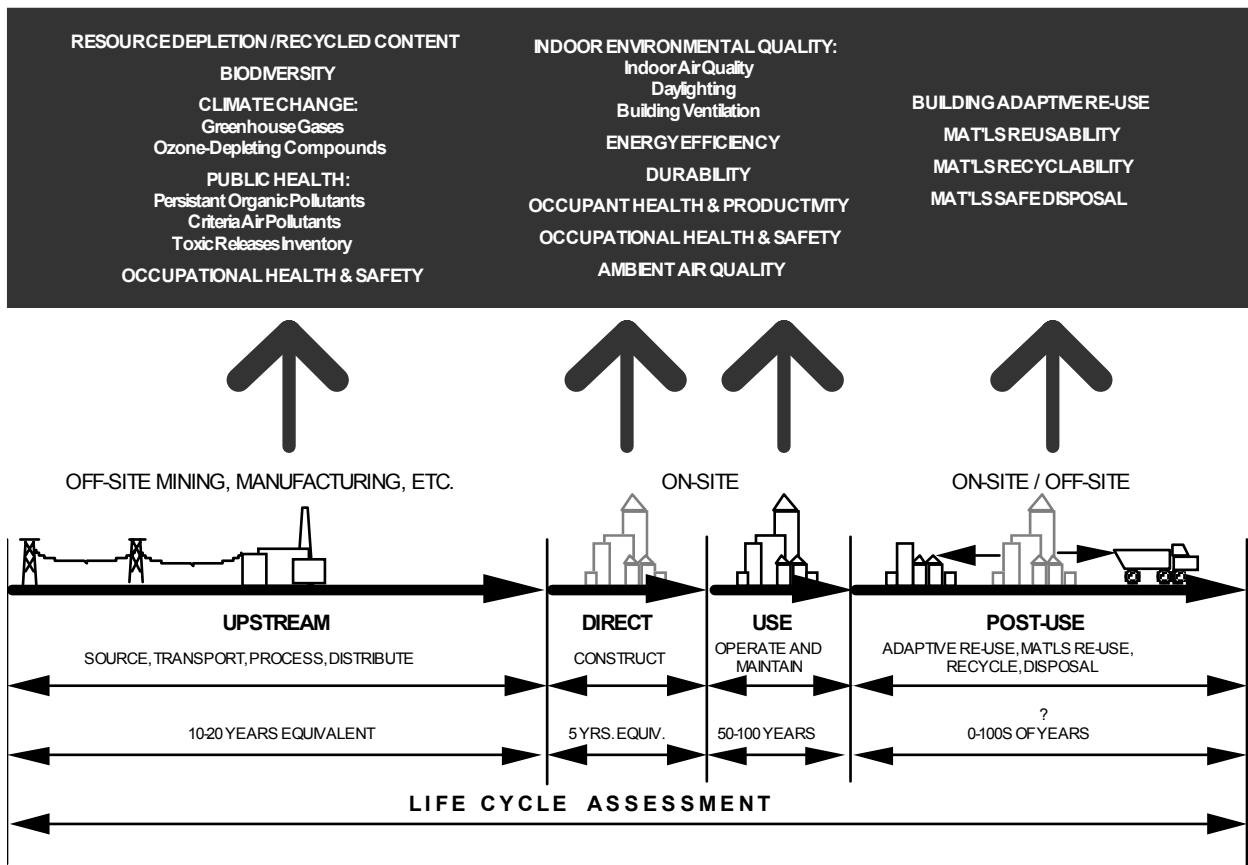 RESOURCE DEPLETION / RECYCLED CONTENT
BIODIVERSITY
CLIMATE CHANGE:
Greenhouse Gases
Ozone-Depleting Compounds
PUBLIC HEALTH:
Persistant Organic Pollutants
Criteria Air Pollutants
Toxic Releases Inventory
OCCUPATIONAL HEALTH & SAFETY
INDOOR ENVIRONMENTAL QUALITY:
Indoor Air Quality
Daylighting
Building Ventilation
ENERGY EFFICIENCY
DURABILITY
OCCUPANT HEALTH & PRODUCTIVITY
OCCUPATIONAL HEALTH & SAFETY
AMBIENT AIR QUALITY
BUILDING ADAPTIVE RE-USE
MAT'LS REUSABILITY
MAT'LS RECYCLABILITY
MAT'LS SAFE DISPOSAL
OFF-SITE MINING, MANUFACTURING, ETC.
ON-SITE
ON-SITE / OFF-SITE
UPSTREAM
SOURCE, TRANSPORT, PROCESS, DISTRIBUTE
DIRECT
CONSTRUCT
USE
OPERATE AND
MAINTAIN
POST-USE
ADAPTIVE RE-USE, MAT'LS RE-USE,
RECYCLE, DISPOSAL
10-20 YEARS EQUIVALENT
5 YRS. EQUIV.
50-100 YEARS
?
0-100S OF YEARS
LIFE CYCLE ASSESSMENT